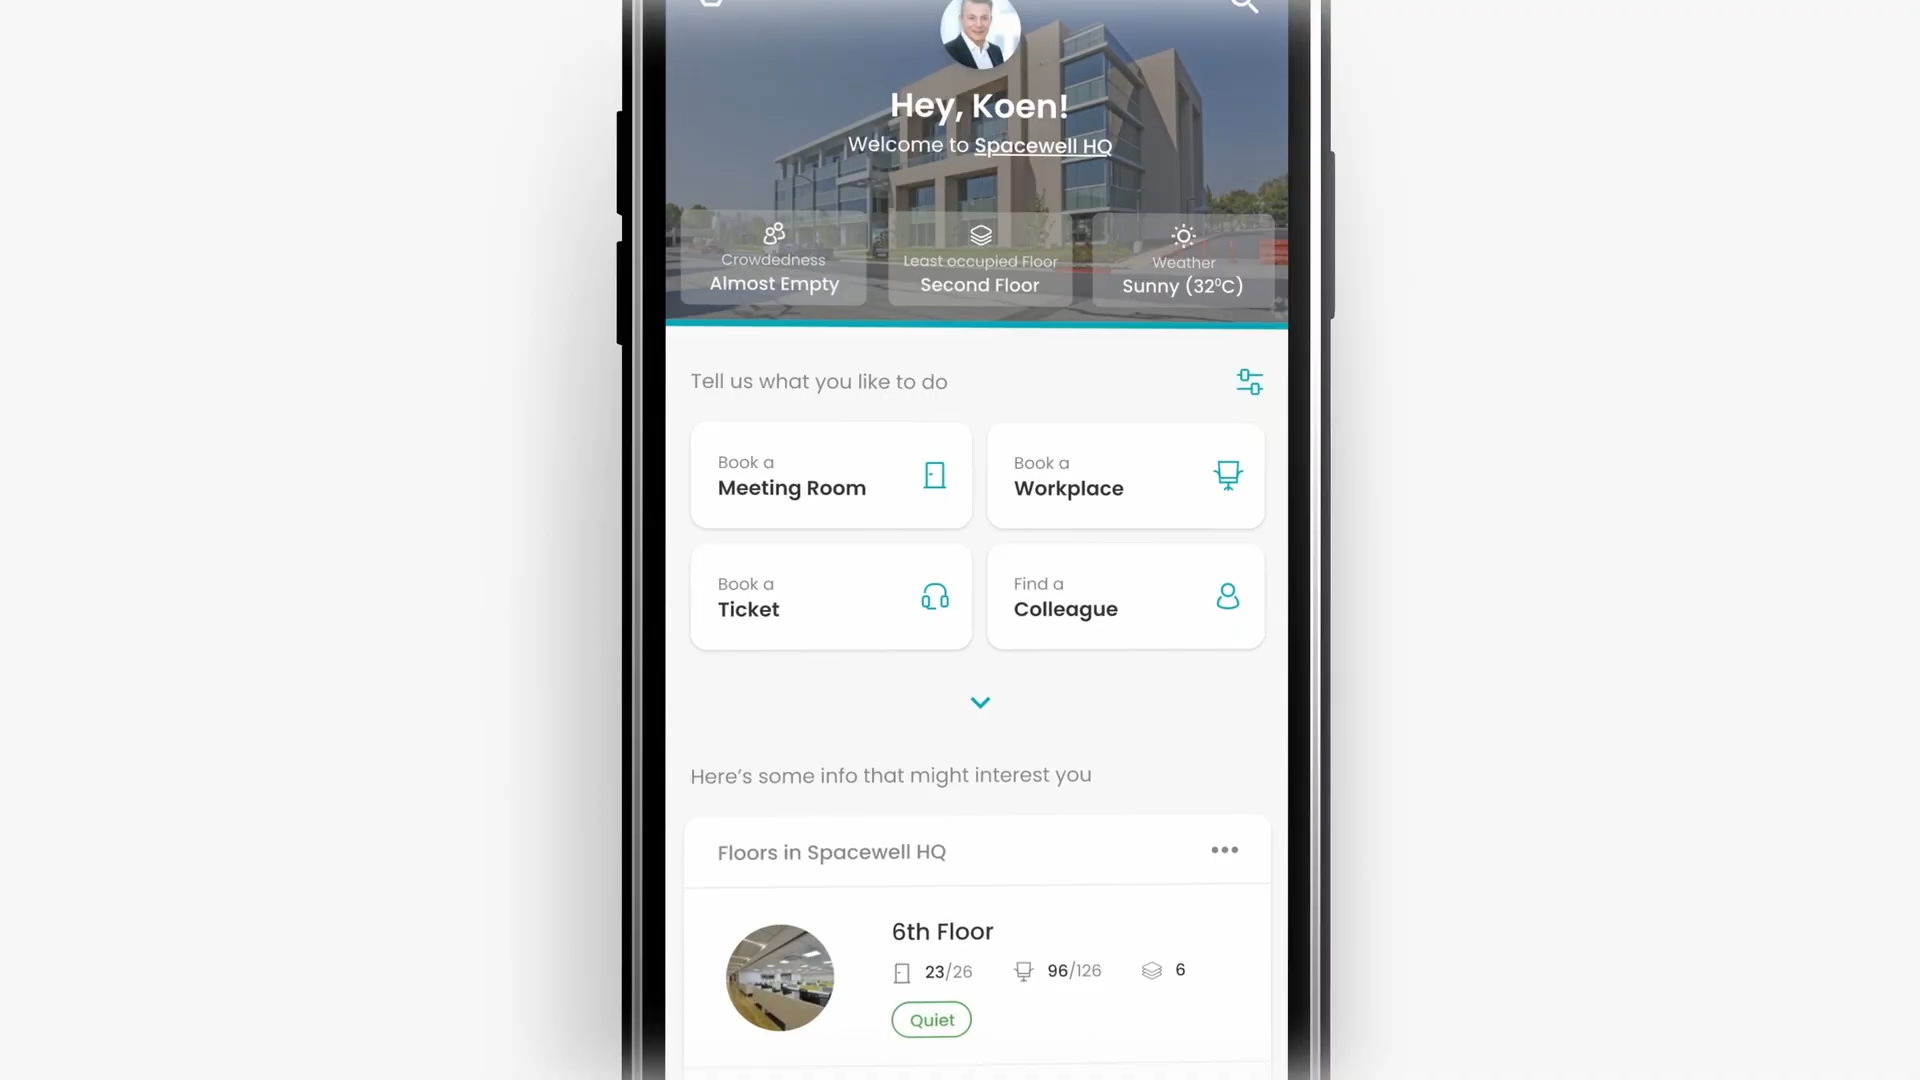 Hey, Koen!
Welcome to Spacewell HQ
Crowdedness
Almost Empty
Least occupied Floor
Second Floor
Weather
Sunny (32°C)
Tell us what you like to do
Book a
Meeting Room
Book a
Workplace
Book a
Ticket
Find a
Colleague
Here's some info that might interest you
Floors in Spacewell HQ
6th Floor
23/26 96/126 6
Quiet